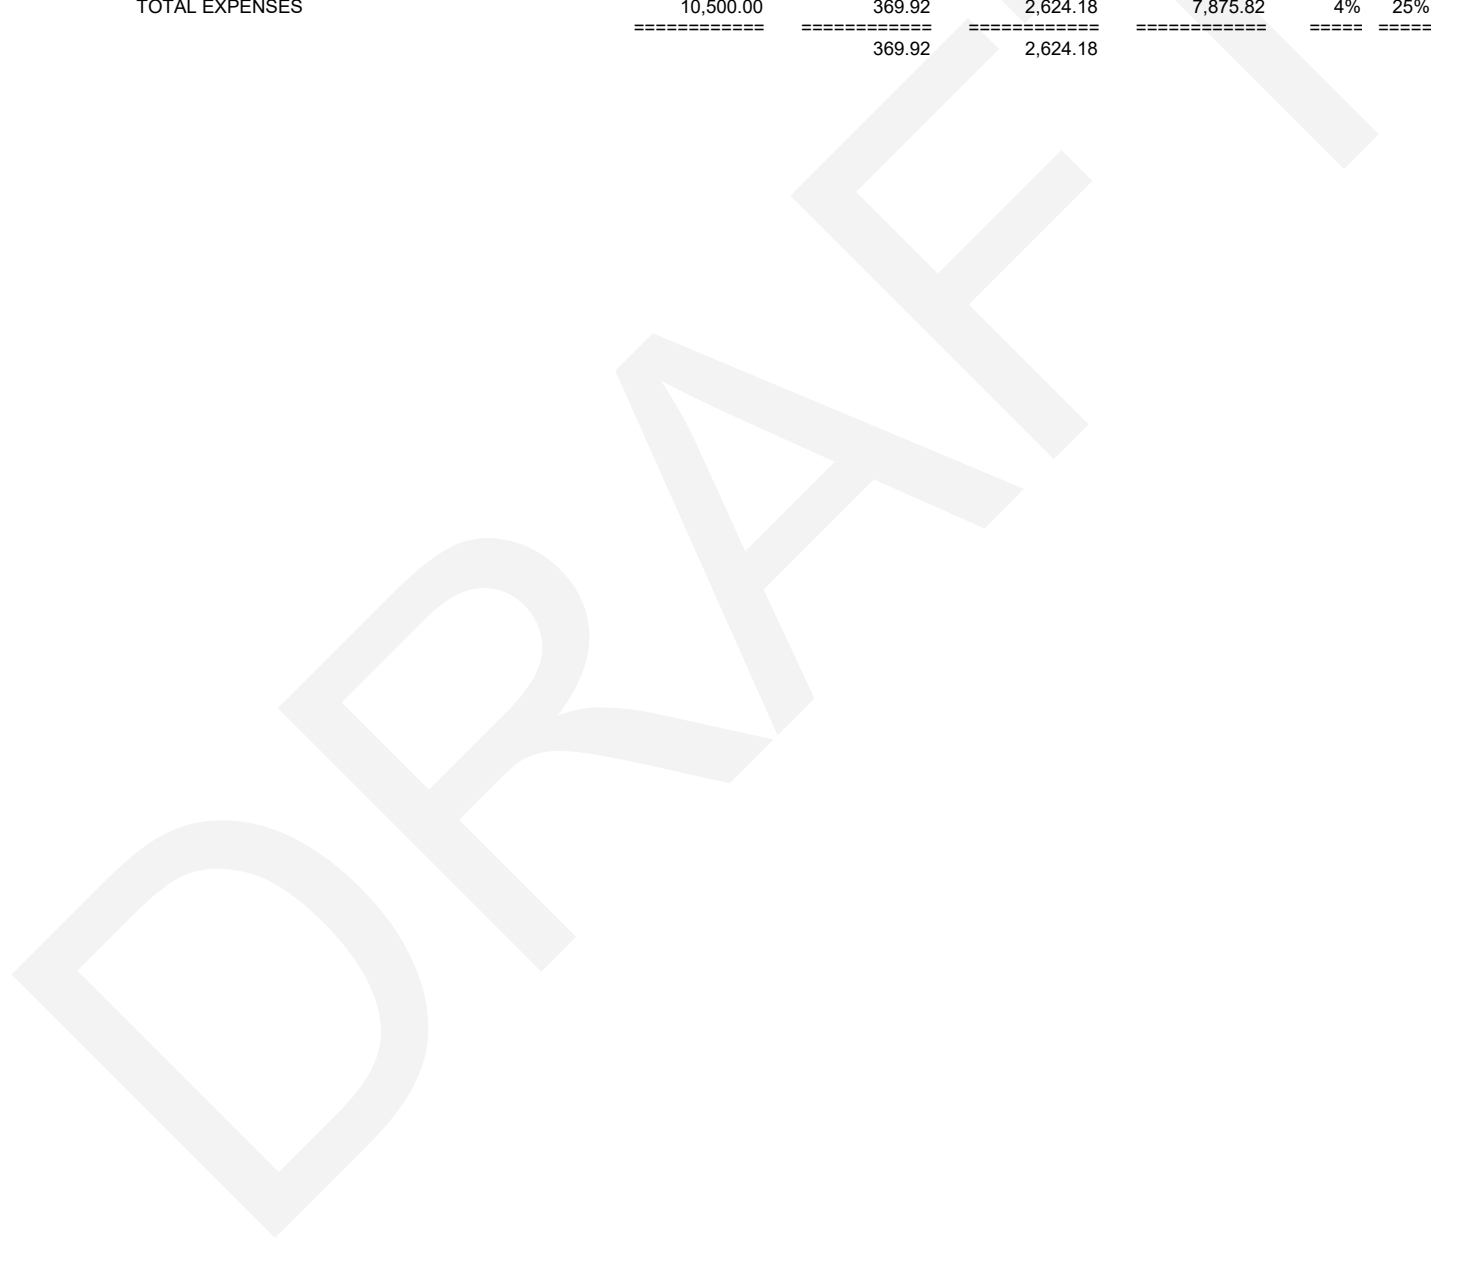 TOTAL EXPENSES 10,500.00 369.92 2,624.18 7,875.82 4% 25%
============ ============ ============ ============ ===== =====
369.92 2,624.18
DRAFT